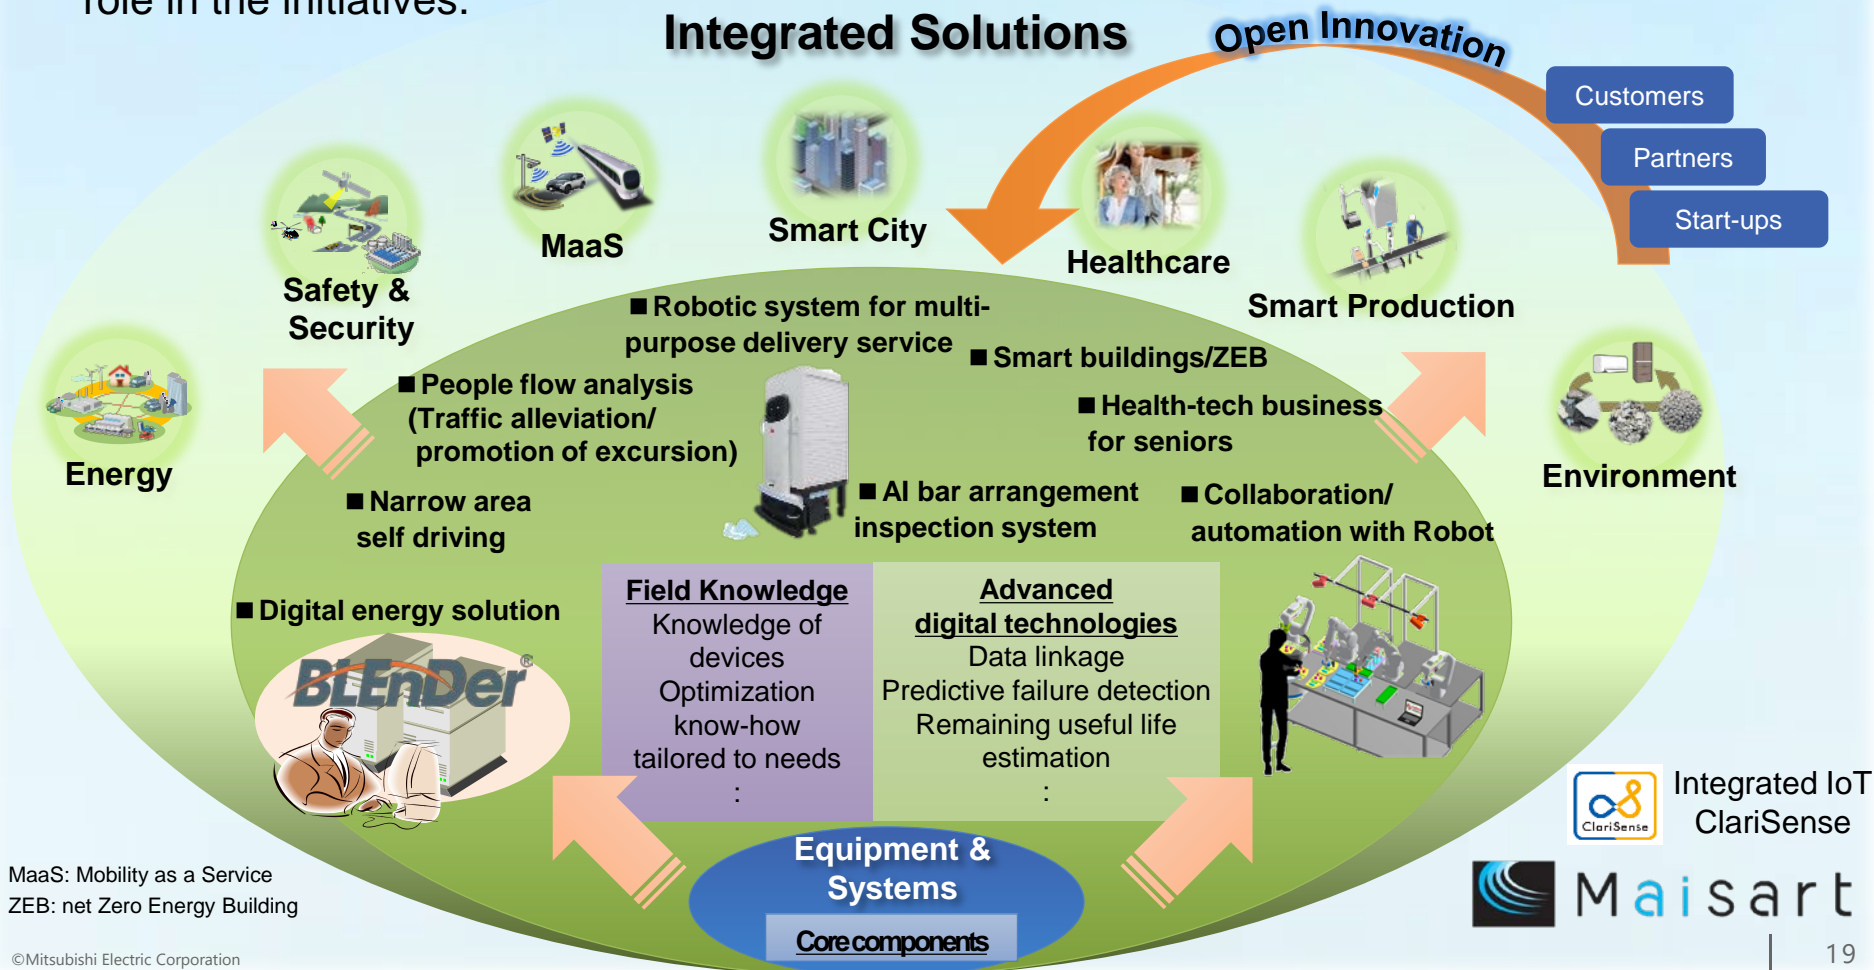 role in the initiatives.
Integrated Solutions
Open Innovation
Customers
Partners
Start-ups
MaaS
Smart City
Healthcare
Safety &
Security
Smart Production
Energy
Environment
■ Robotic system for multi-
purpose delivery service
■ Smart buildings/ZEB
■ People flow analysis
(Traffic alleviation/
promotion of excursion)
■ Health-tech business
for seniors
■ Narrow area
self driving
■ AI bar arrangement
inspection system
■ Collaboration/
automation with Robot
■ Digital energy solution
BLEnDer®
Field Knowledge
Knowledge of
devices
Optimization
know-how
tailored to needs
:
Advanced
digital technologies
Data linkage
Predictive failure detection
Remaining useful life
estimation
:
Equipment &
Systems
Core components
ClariSense
Integrated IoT
ClariSense
Maisart
MaaS: Mobility as a Service
ZEB: net Zero Energy Building
©Mitsubishi Electric Corporation
19